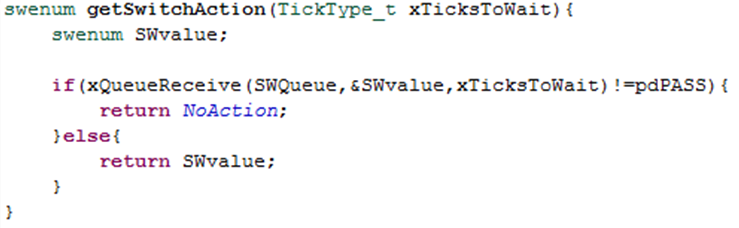 swenum getSwitchAction(TickType_t xTicksToWait){
    swenum SWvalue;

    if(xQueueReceive(SWQueue,&SWvalue,xTicksToWait)!=pdPASS){
        return NoAction;
    }else{
        return SWvalue;
    }
}